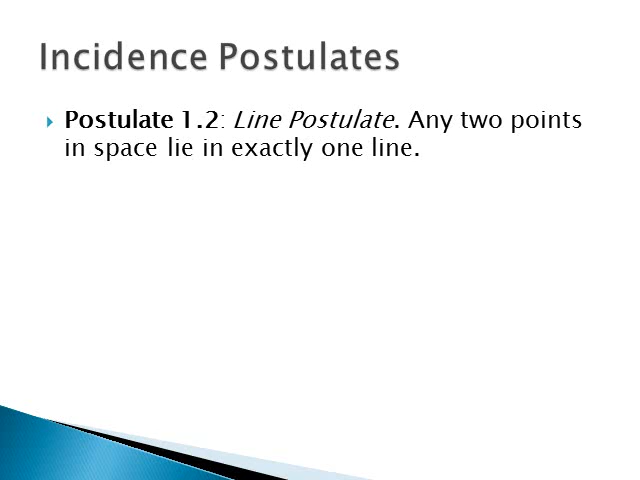 Incidence Postulates
Postulate 1.2: Line Postulate. Any two points
in space lie in exactly one line.